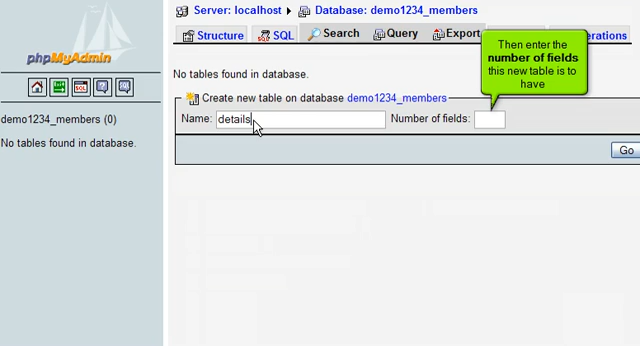 Server: localhost Database: demo1234_members
Structure SQL Search Query Export erations
phpMyAdmin
Then enter the
number of fields
this new table is to
have
No tables found in database.
Create new table on database demo1234_members
demo1234_members (0)
Name: details Number of fields:
No tables found in database.
Go